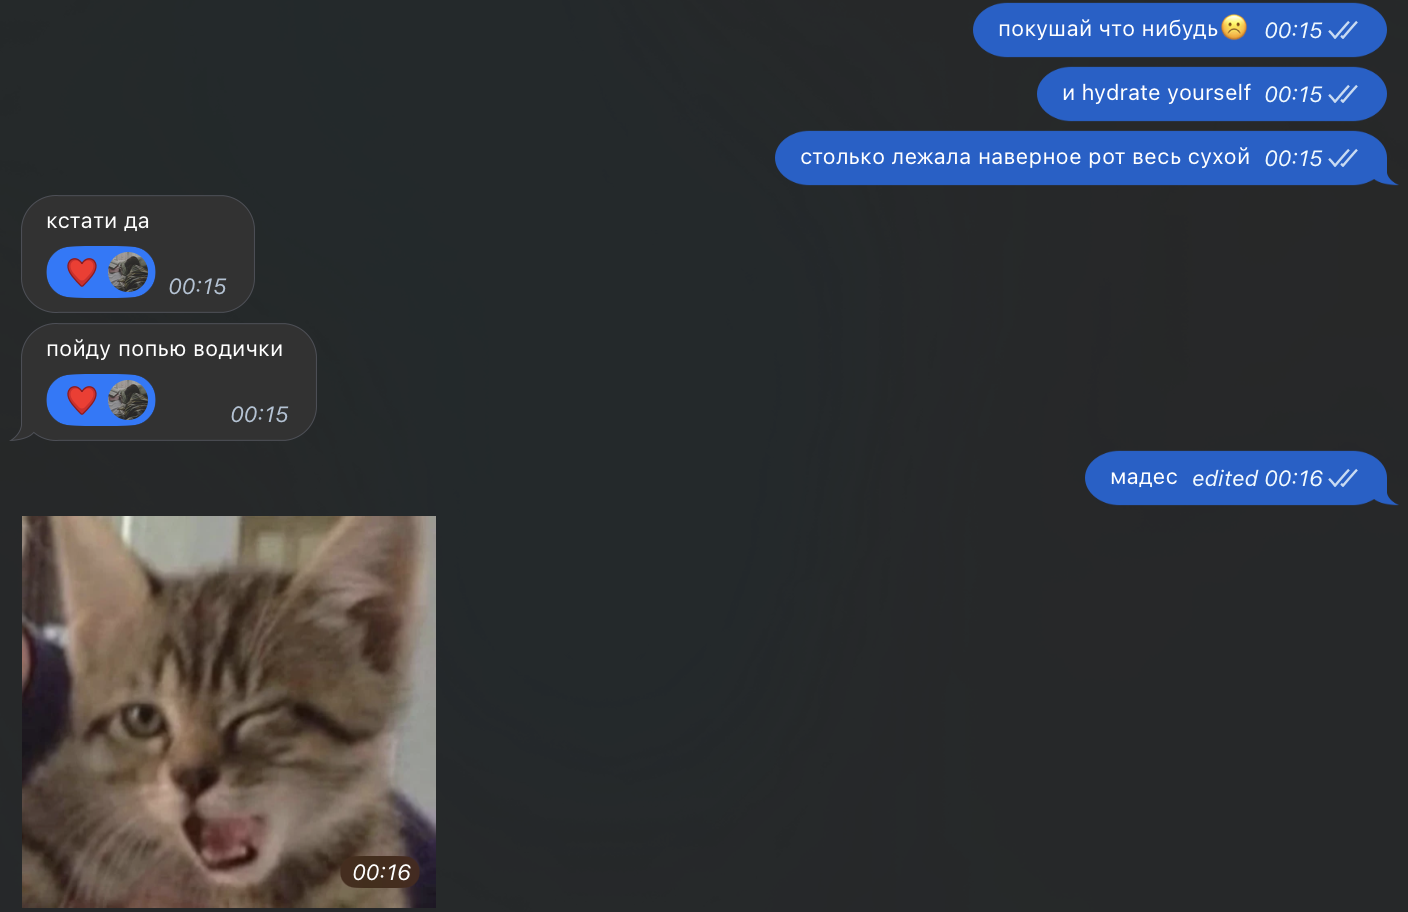 покушай что нибудь☹️ 00:15
и hydrate yourself 00:15
столько лежала наверное рот весь сухой 00:15
кстати да
00:15
пойду попью водички
00:15
мадес edited 00:16
00:16